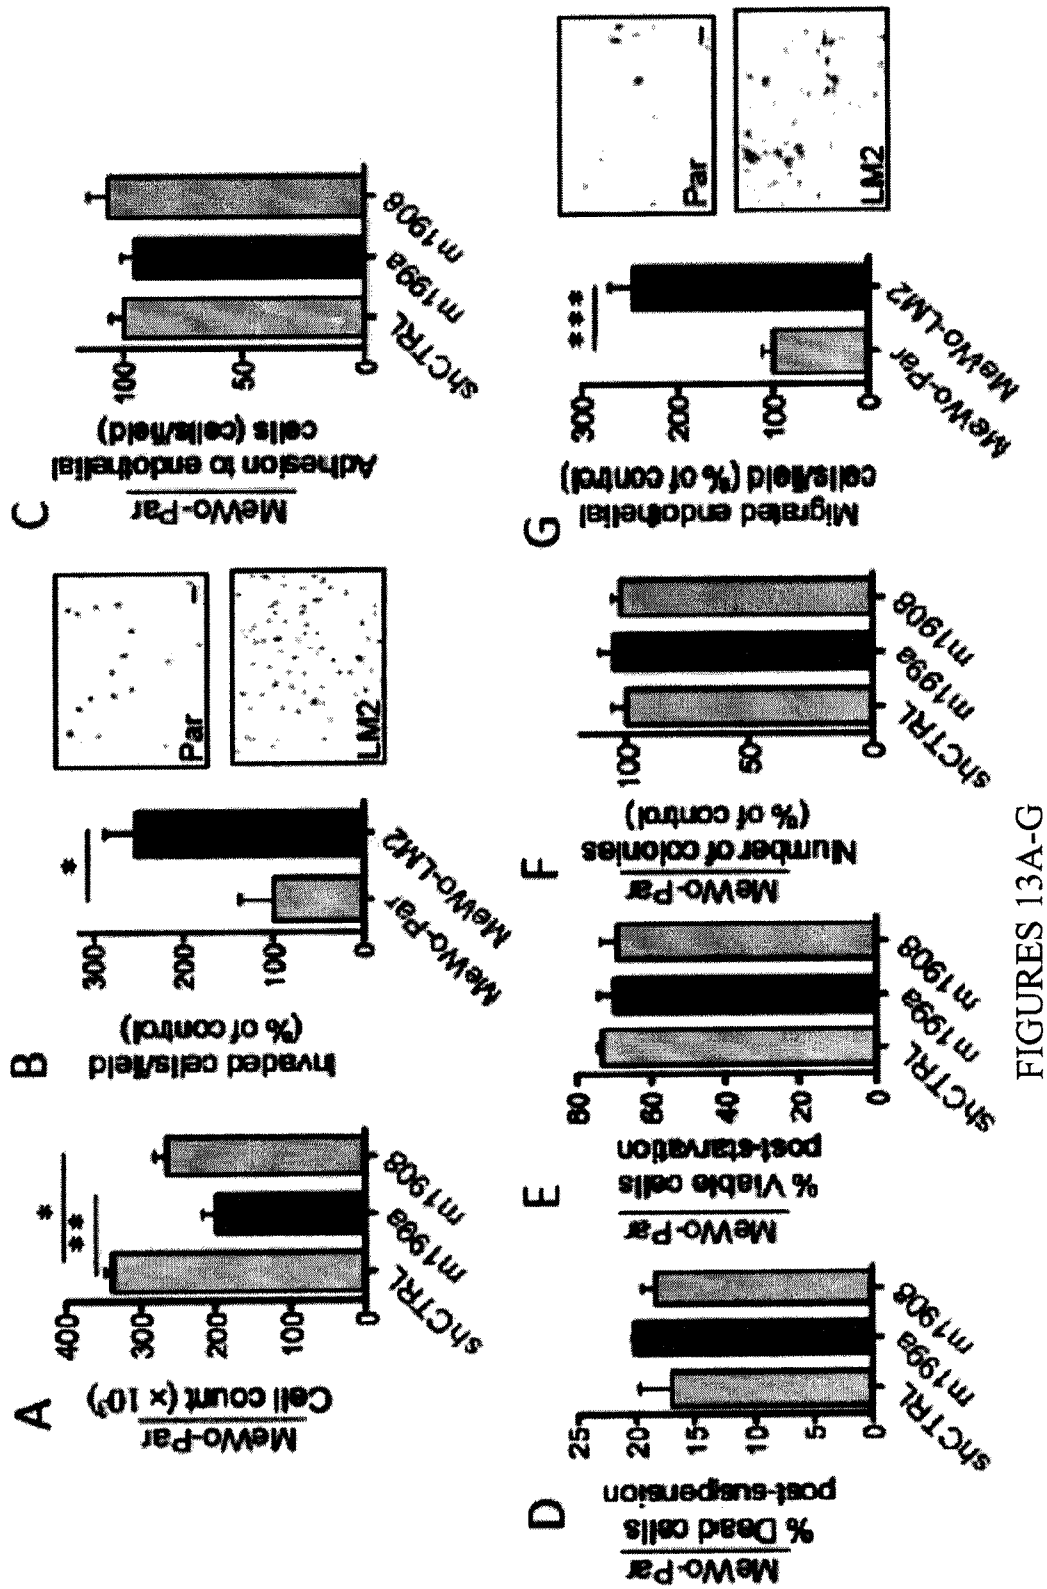 A
MeWo-Par
Cell count (× 10³)
400
300
200
100
0
shCTRL
m199a
m1908
*
**
B
Invaded cells/field
(% of control)
300
200
100
0
MeWo-Par
MeWo-LM2
*
Par
LM2
C
MeWo-Par
Adhesion to endothelial
cells (cells/field)
100
50
0
shCTRL
m199a
m1908
D
MeWo-Par
% Dead cells
post-suspension
25
20
15
10
5
0
shCTRL
m199a
m1908
E
MeWo-Par
% Viable cells
post-starvation
80
60
40
20
0
shCTRL
m199a
m1908
F
MeWo-Par
Number of colonies
(% of control)
100
50
0
shCTRL
m199a
m1908
G
Migrated endothelial
cells/field (% of control)
300
200
100
0
MeWo-Par
MeWo-LM2
***
Par
LM2
FIGURES 13A-G